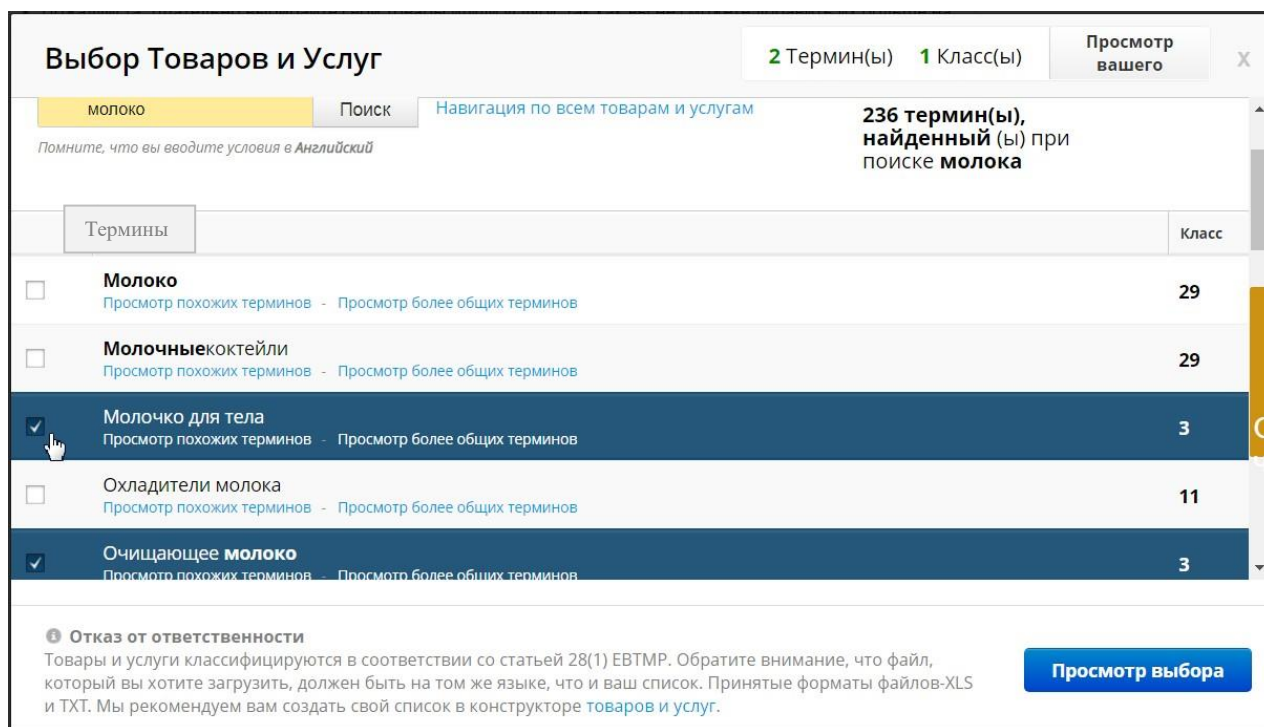 Выбор Товаров и Услуг
2 Термин(ы) 1 Класс(ы)
Просмотр
вашего
X
молоко
Поиск
Навигация по всем товарам и услугам
236 термин(ы),
найденный (ы) при
поиске молока
Помните, что вы вводите условия в Английский
Термины
Класс
Молоко
29
Просмотр похожих терминов - Просмотр более общих терминов
Молочныекоктейли
29
Просмотр похожих терминов - Просмотр более общих терминов
Молочко для тела
3
Просмотр похожих терминов - Просмотр более общих терминов
Охладители молока
11
Просмотр похожих терминов - Просмотр более общих терминов
Очищающее молоко
3
Просмотр похожих терминов - Просмотр более общих терминов
Отказ от ответственности
Товары и услуги классифицируются в соответствии со статьей 28(1) ЕВТМР. Обратите внимание, что файл,
который вы хотите загрузить, должен быть на том же языке, что и ваш список. Принятые форматы файлов-XLS
и TXT. Мы рекомендуем вам создать свой список в конструкторе товаров и услуг.
Просмотр выбора